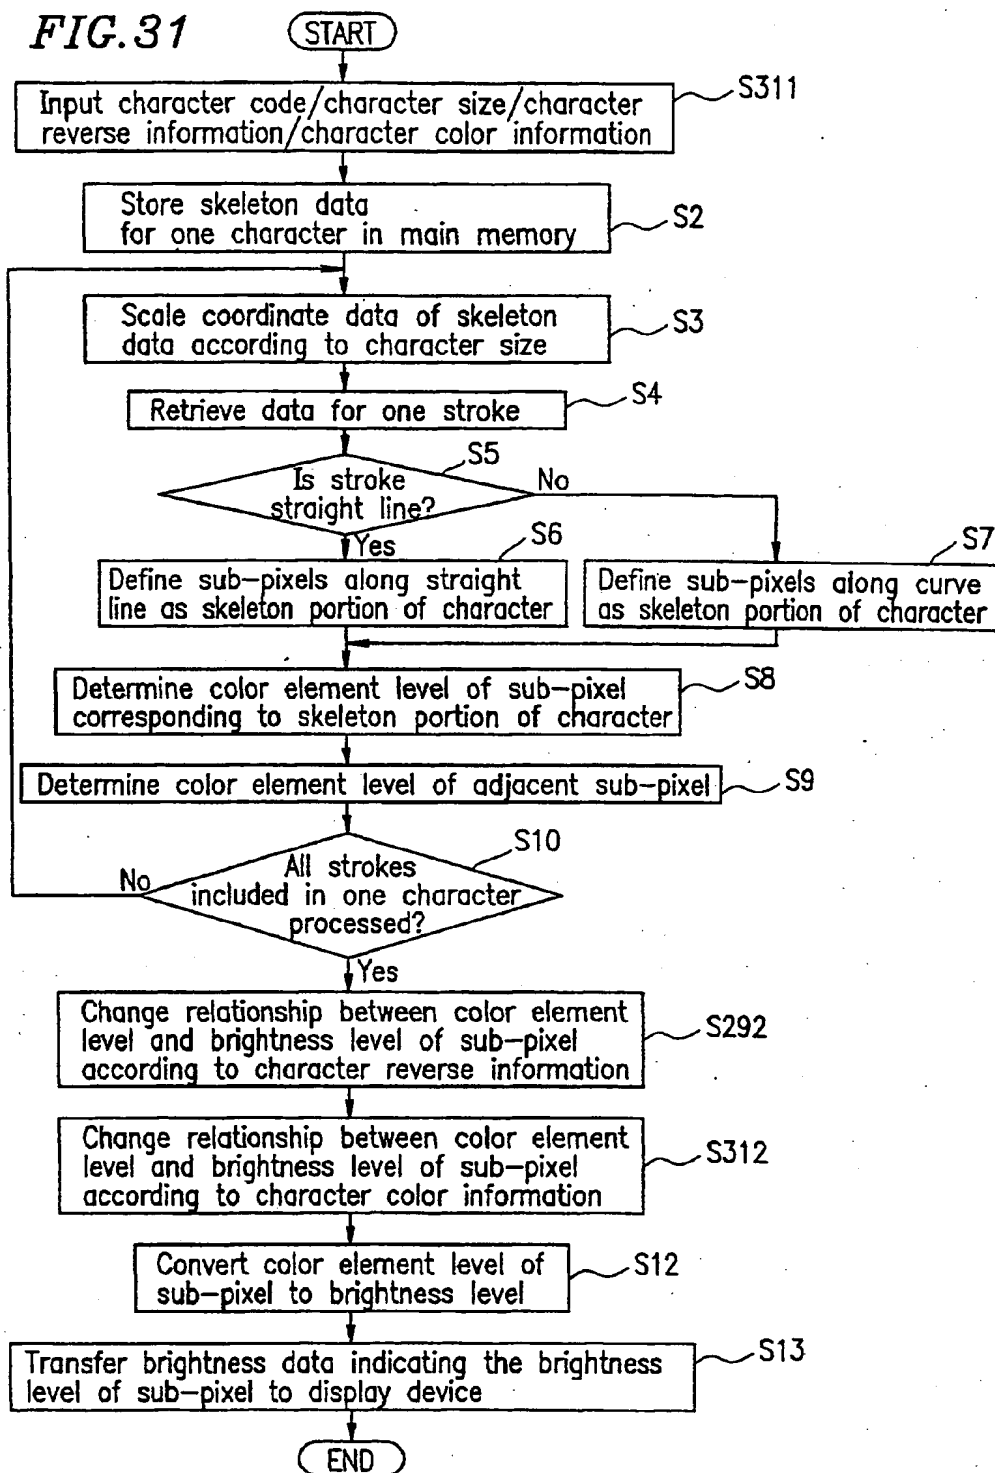 FIG.31
START
S311
Input character code/character size/character
reverse information/character color information
Store skeleton data
for one character in main memory
S2
Scale coordinate data of skeleton
data according to character size
S3
Retrieve data for one stroke
S4
S5
Is stroke
straight line?
No
Yes
S6
S7
Define sub-pixels along straight
line as skeleton portion of character
Define sub-pixels along curve
as skeleton portion of character
Determine color element level of sub-pixel
corresponding to skeleton portion of character
S8
Determine color element level of adjacent sub-pixel
S9
S10
All strokes
included in one character
processed?
No
Yes
Change relationship between color element
level and brightness level of sub-pixel
according to character reverse information
S292
Change relationship between color element
level and brightness level of sub-pixel
according to character color information
S312
Convert color element level of
sub-pixel to brightness level
S12
Transfer brightness data indicating the brightness
level of sub-pixel to display device
S13
END